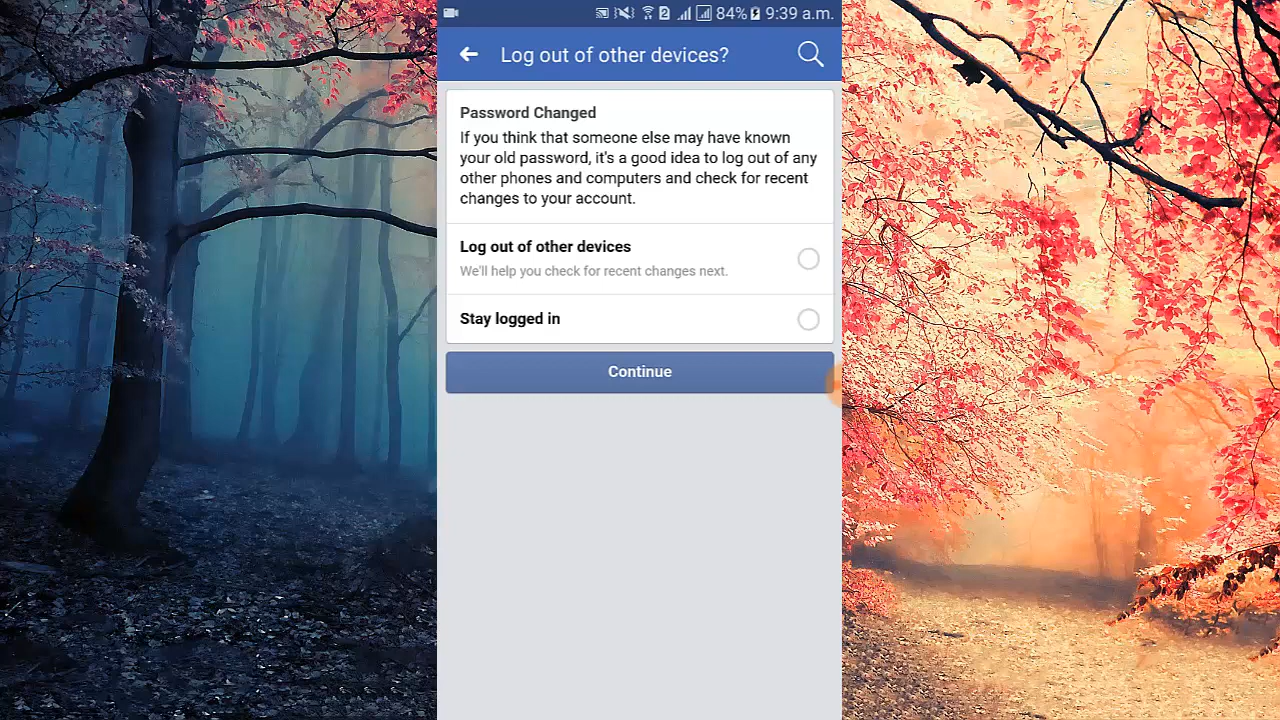 84% 9:39 a.m.
Log out of other devices?
Password Changed
If you think that someone else may have known
your old password, it's a good idea to log out of any
other phones and computers and check for recent
changes to your account.
Log out of other devices
We'll help you check for recent changes next.
Stay logged in
Continue